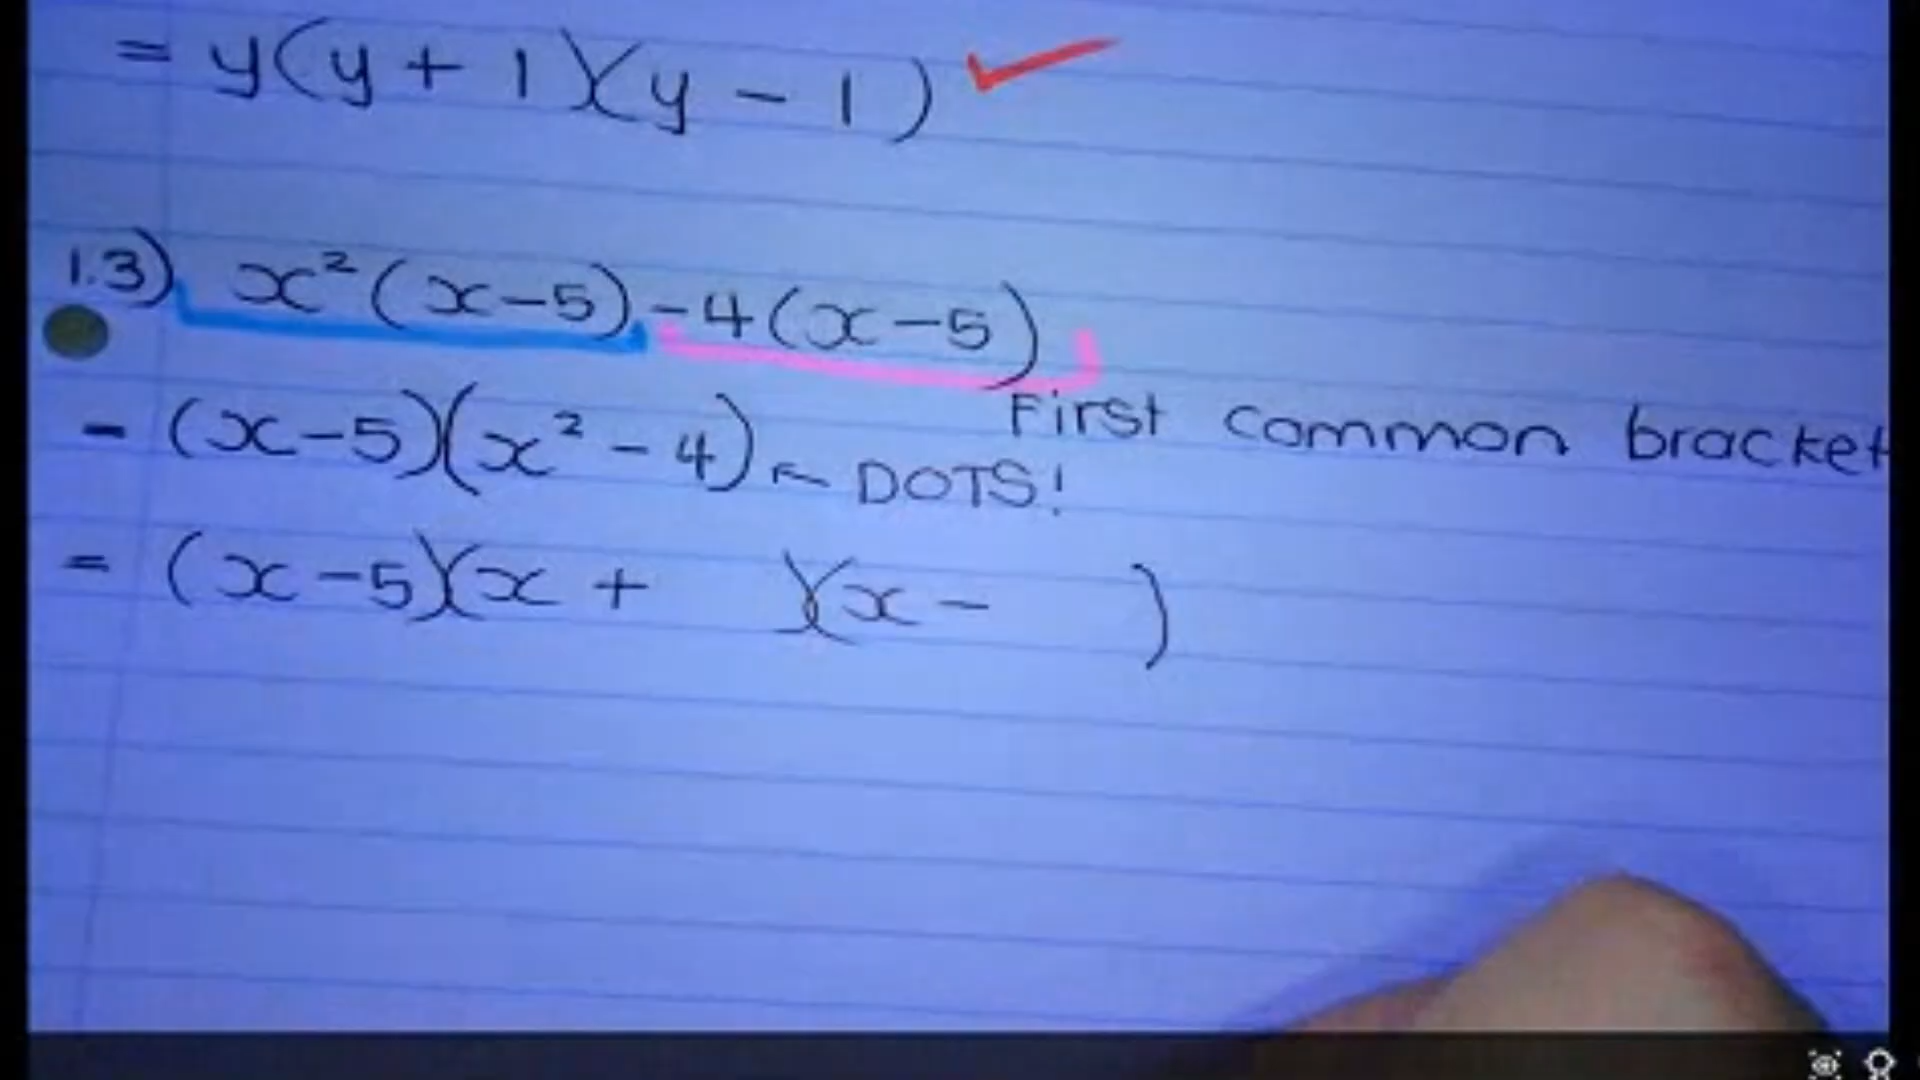 = y(y + 1)(y - 1) ✓
1.3) x²(x-5) -4(x-5)
First common bracket
- (x-5)(x² - 4) ← DOTS!
= (x-5)(x + )(x - )